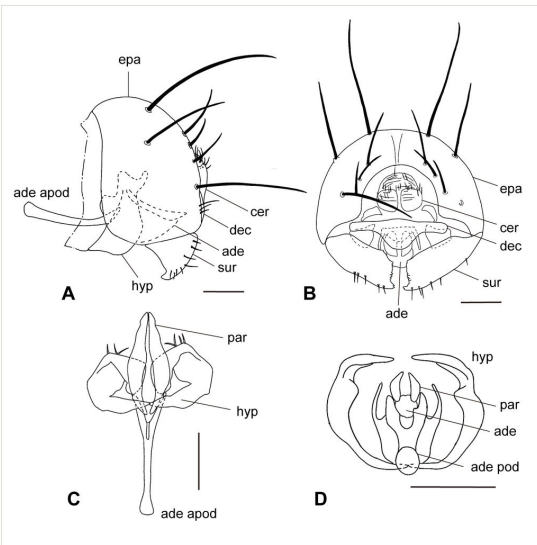 epa
ade apod
cer
dec
ade
sur
hyp
A
epa
cer
dec
sur
ade
B
par
hyp
ade apod
C
hyp
par
ade
ade pod
D